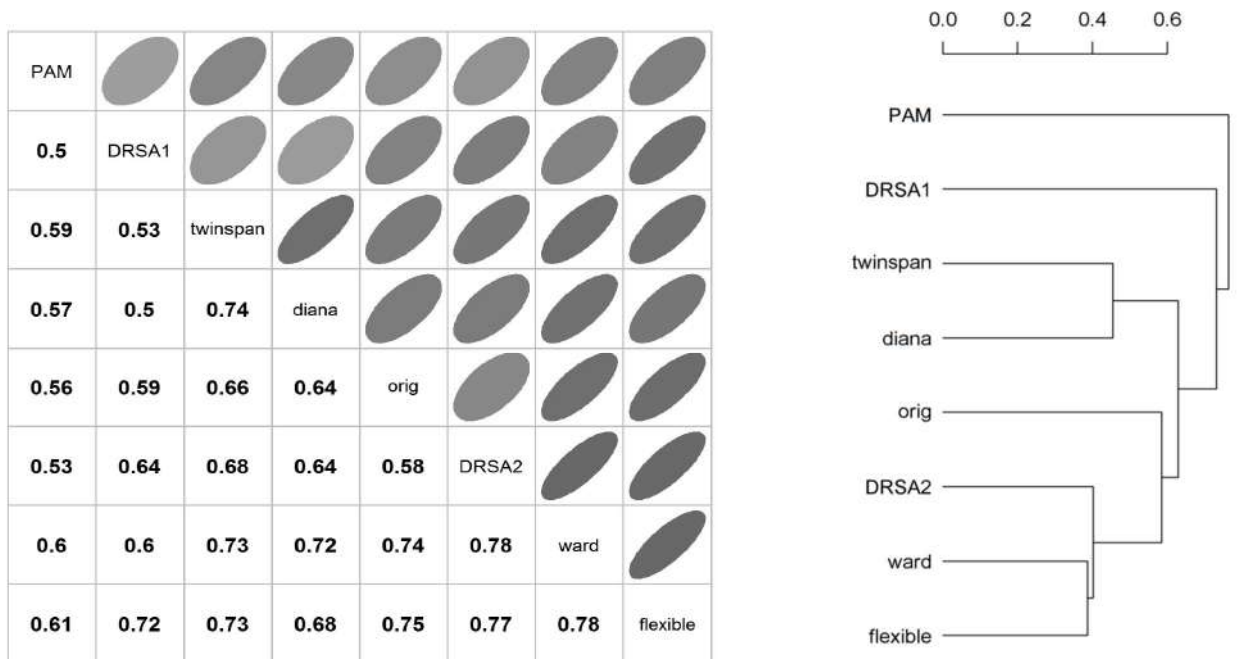 0.0 0.2 0.4 0.6
PAM
0.5 DRSA1
0.59 0.53 twinspan
0.57 0.5 0.74 diana
0.56 0.59 0.66 0.64 orig
0.53 0.64 0.68 0.64 0.58 DRSA2
0.6 0.6 0.73 0.72 0.74 0.78 ward
0.61 0.72 0.73 0.68 0.75 0.77 0.78 flexible
PAM
DRSA1
twinspan
diana
orig
DRSA2
ward
flexible